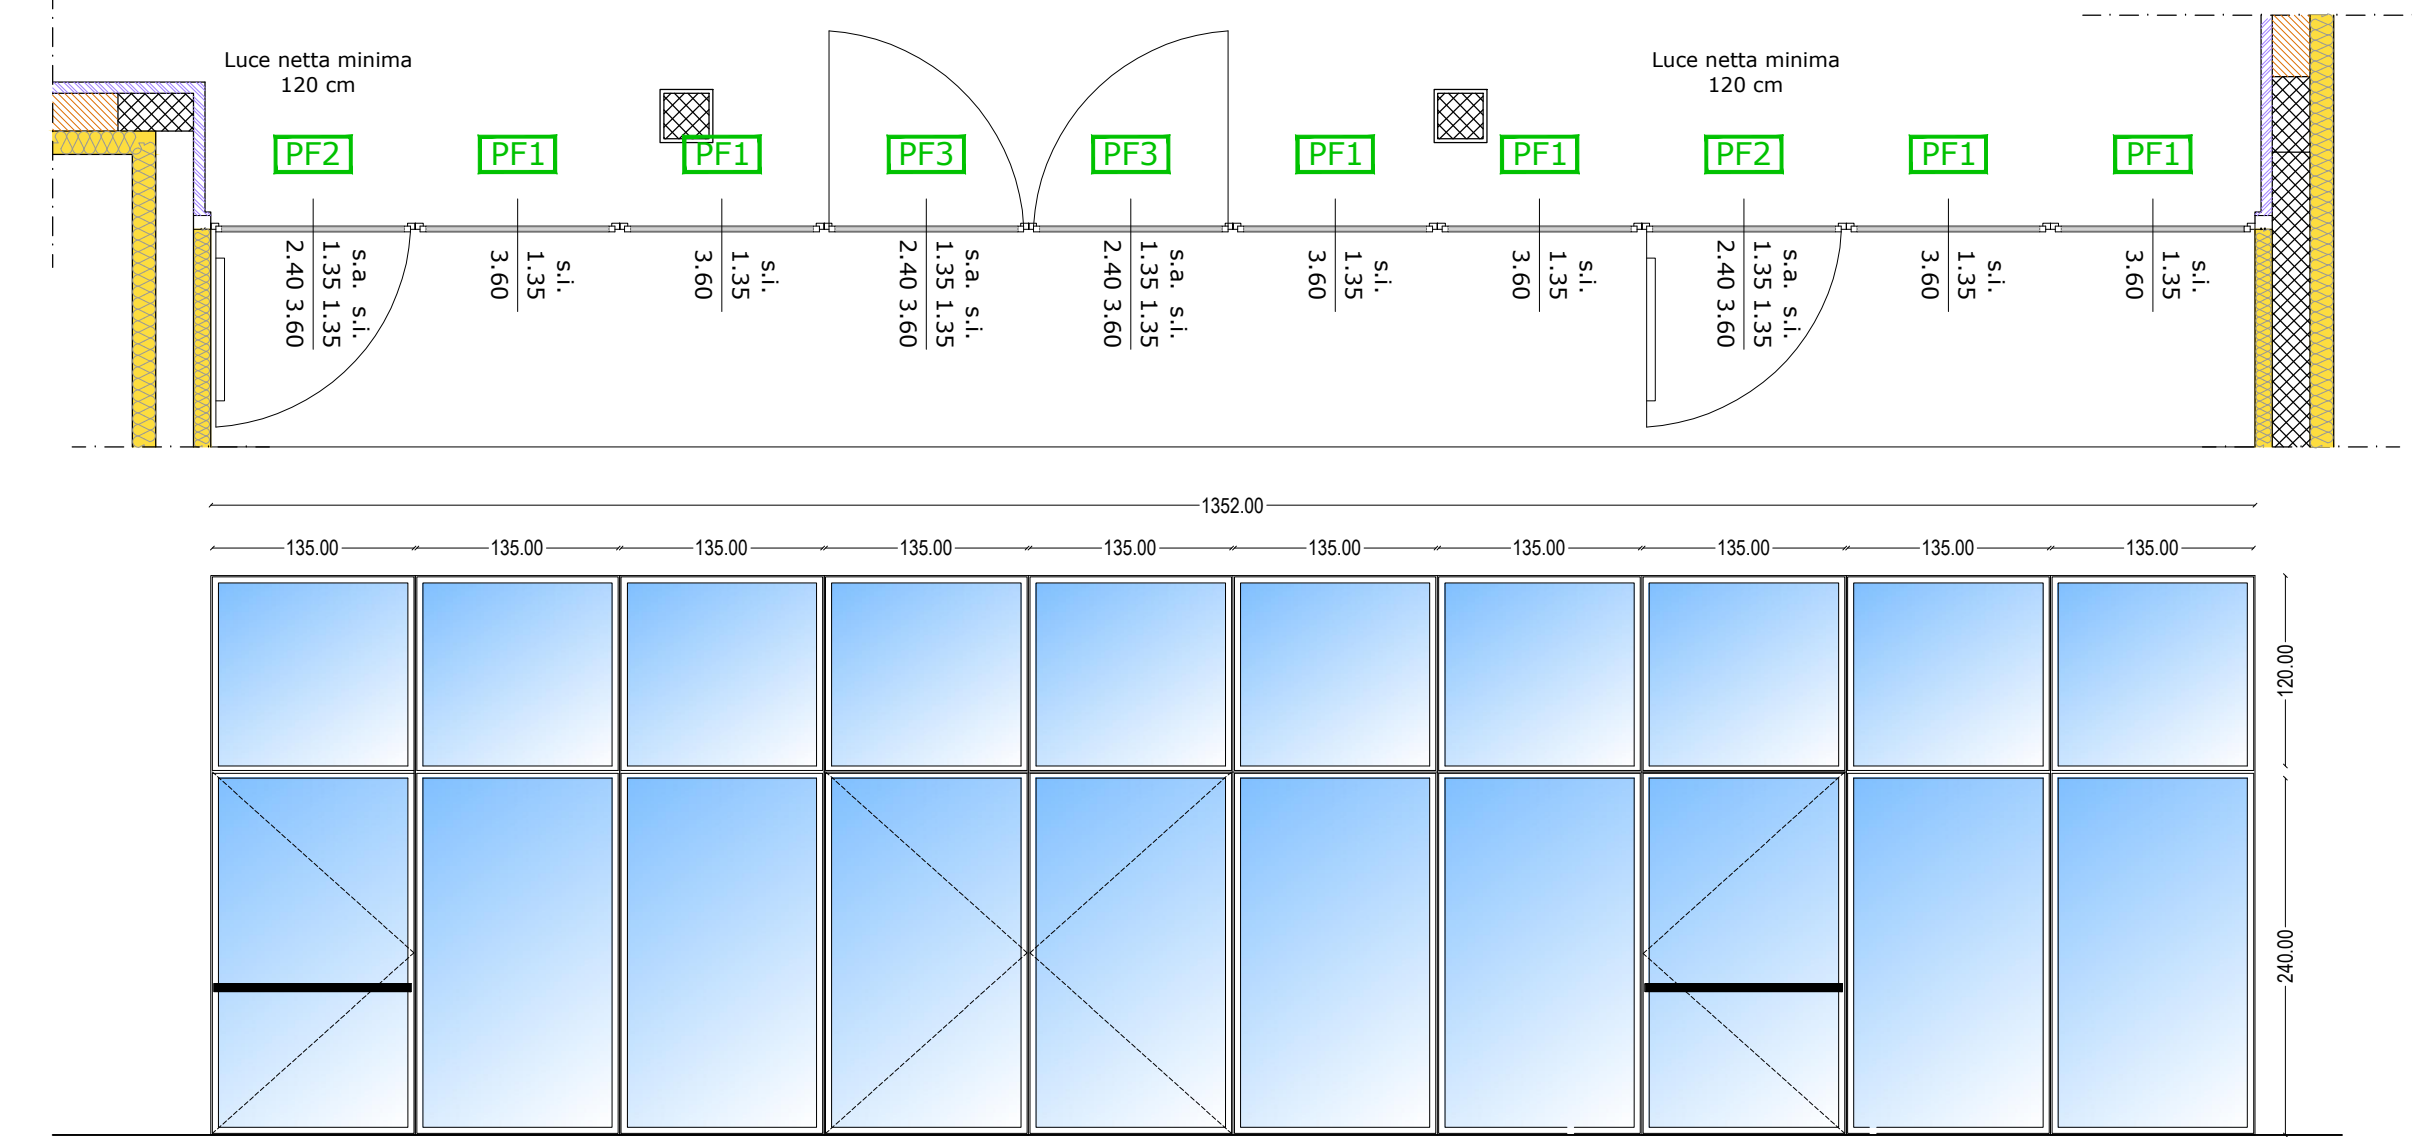 Luce netta minima
120 cm
Luce netta minima
120 cm
PF2
PF1
PF1
PF3
PF3
PF1
PF1
PF2
PF1
PF1
s.a. s.i.
1.35 1.35
2.40 3.60
s.i.
1.35
3.60
s.i.
1.35
3.60
s.a. s.i.
1.35 1.35
2.40 3.60
s.a. s.i.
1.35 1.35
2.40 3.60
s.i.
1.35
3.60
s.i.
1.35
3.60
s.a. s.i.
1.35 1.35
2.40 3.60
s.i.
1.35
3.60
s.i.
1.35
3.60
1352.00
135.00 135.00 135.00 135.00 135.00 135.00 135.00 135.00 135.00 135.00
120.00
240.00